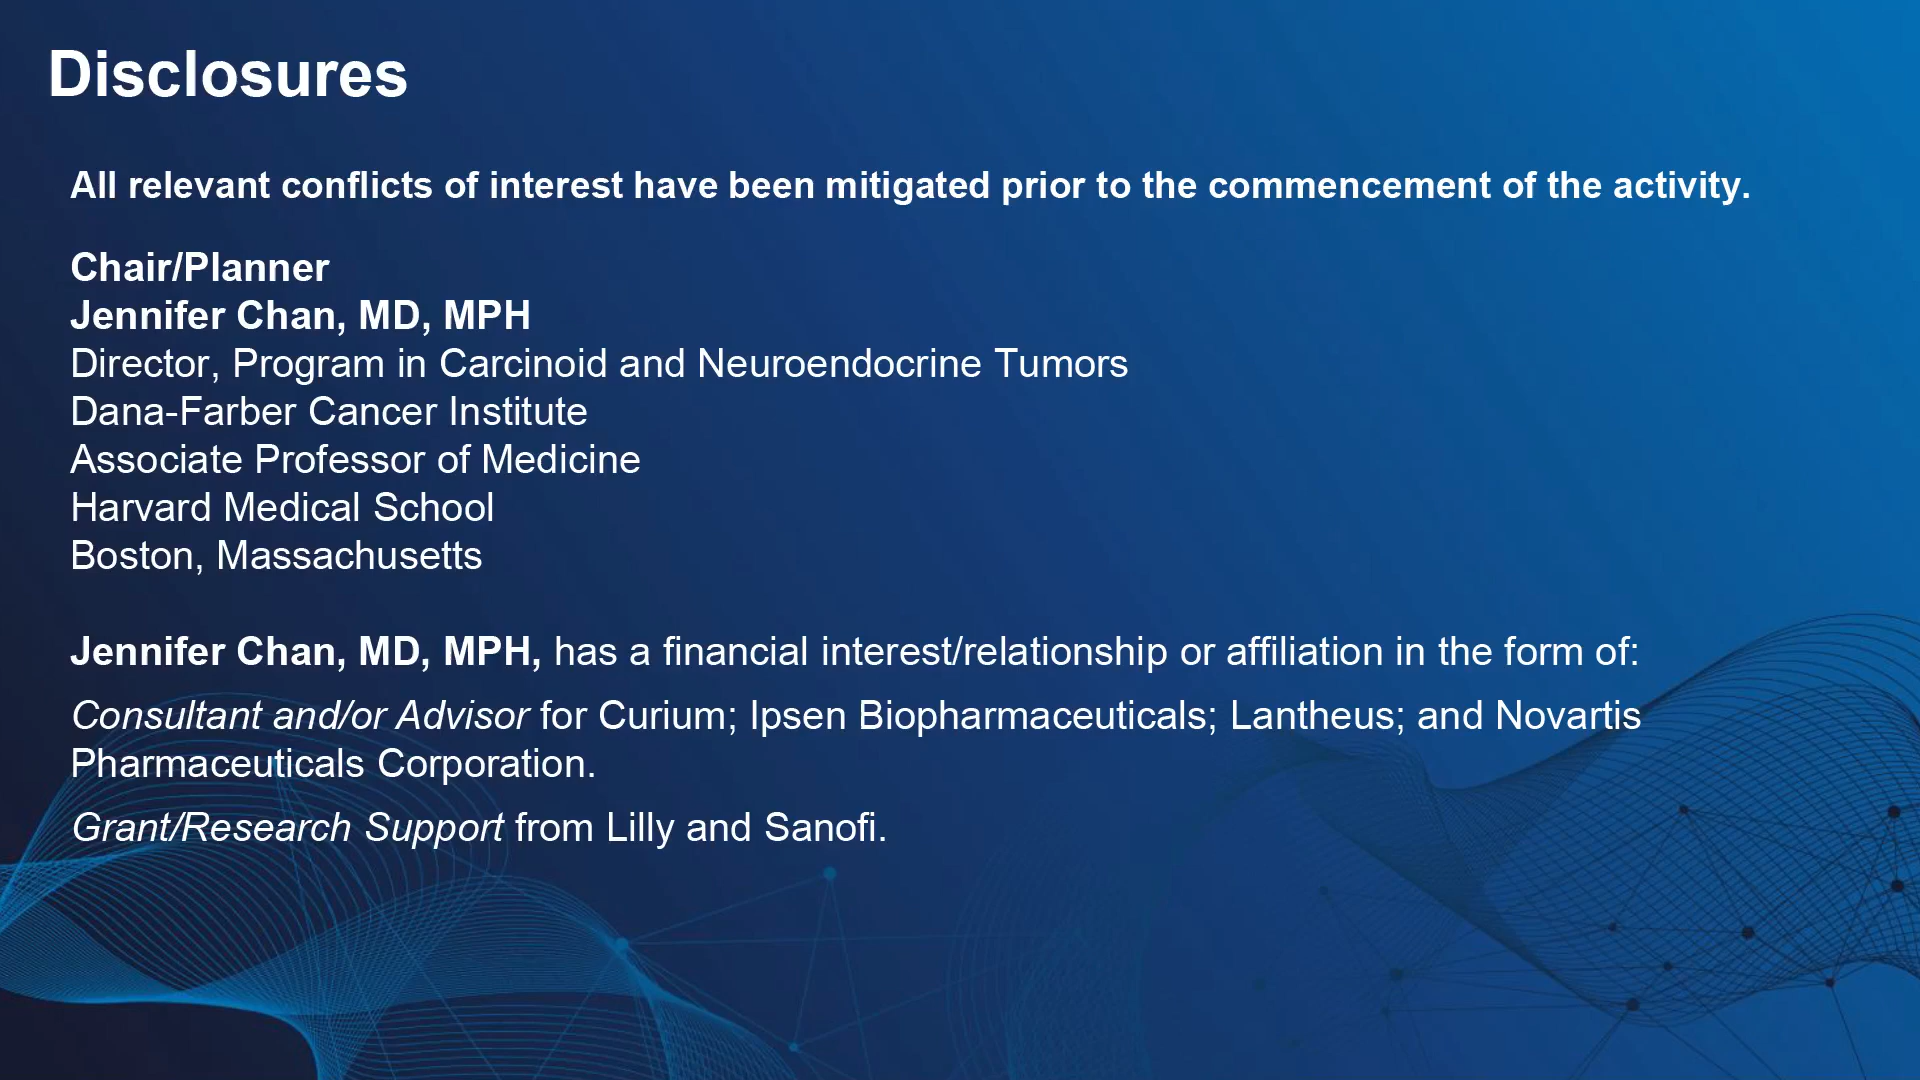 Disclosures
All relevant conflicts of interest have been mitigated prior to the commencement of the activity.
Chair/Planner
Jennifer Chan, MD, MPH
Director, Program in Carcinoid and Neuroendocrine Tumors
Dana-Farber Cancer Institute
Associate Professor of Medicine
Harvard Medical School
Boston, Massachusetts
Jennifer Chan, MD, MPH, has a financial interest/relationship or affiliation in the form of:
Consultant and/or Advisor for Curium; Ipsen Biopharmaceuticals; Lantheus; and Novartis
Pharmaceuticals Corporation.
Grant/Research Support from Lilly and Sanofi.